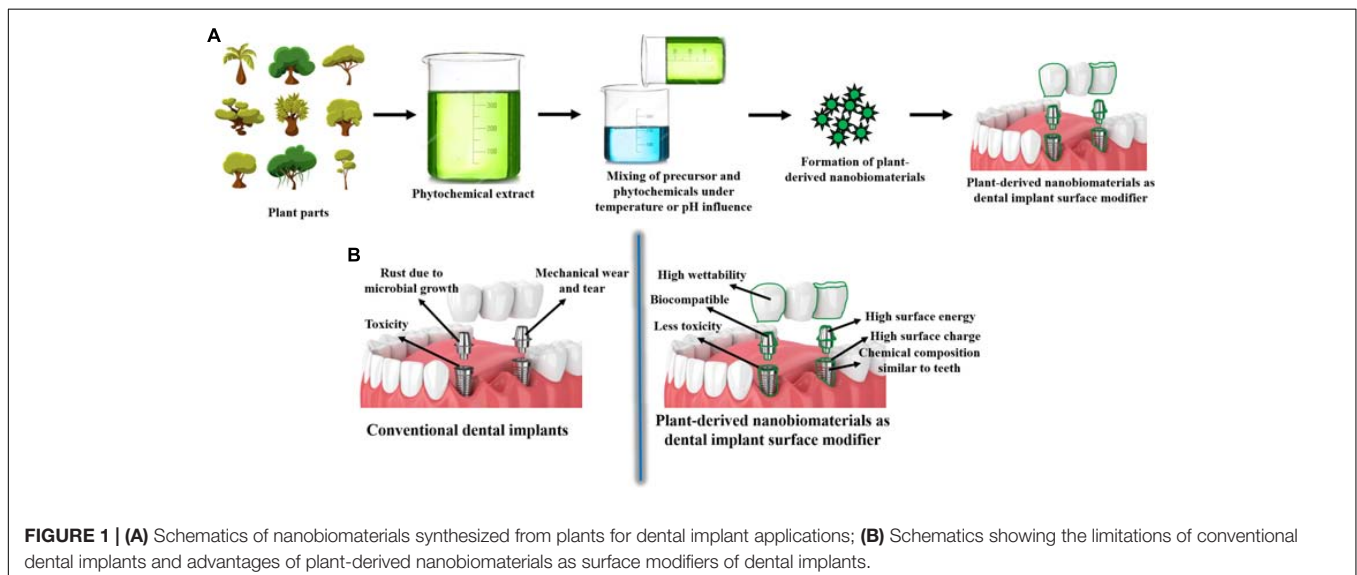 A
Plant parts
Phytochemical extract
Mixing of precursor and
phytochemicals under
temperature or pH influence
Formation of plant-
derived nanobiomaterials
Plant-derived nanobiomaterials as
dental implant surface modifier
B
Rust due to
microbial growth
Mechanical wear
and tear
Toxicity
Conventional dental implants
High wettability
Biocompatible
Less toxicity
High surface energy
High surface charge
Chemical composition
similar to teeth
Plant-derived nanobiomaterials as
dental implant surface modifier
FIGURE 1 | (A) Schematics of nanobiomaterials synthesized from plants for dental implant applications; (B) Schematics showing the limitations of conventional
dental implants and advantages of plant-derived nanobiomaterials as surface modifiers of dental implants.